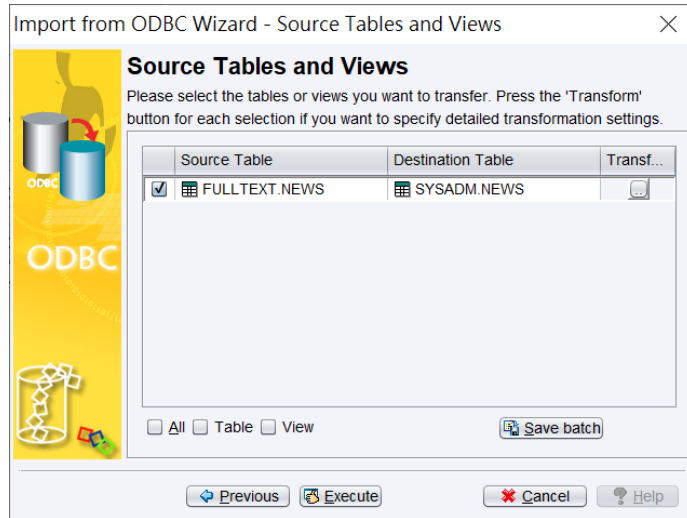 Import from ODBC Wizard - Source Tables and Views
Source Tables and Views
Please select the tables or views you want to transfer. Press the 'Transform'
button for each selection if you want to specify detailed transformation settings.
Source Table Destination Table Transf...
FULLTEXT.NEWS SYSADM.NEWS ...
ODBC
ODBC
All Table View Save batch
Previous Execute Cancel Help